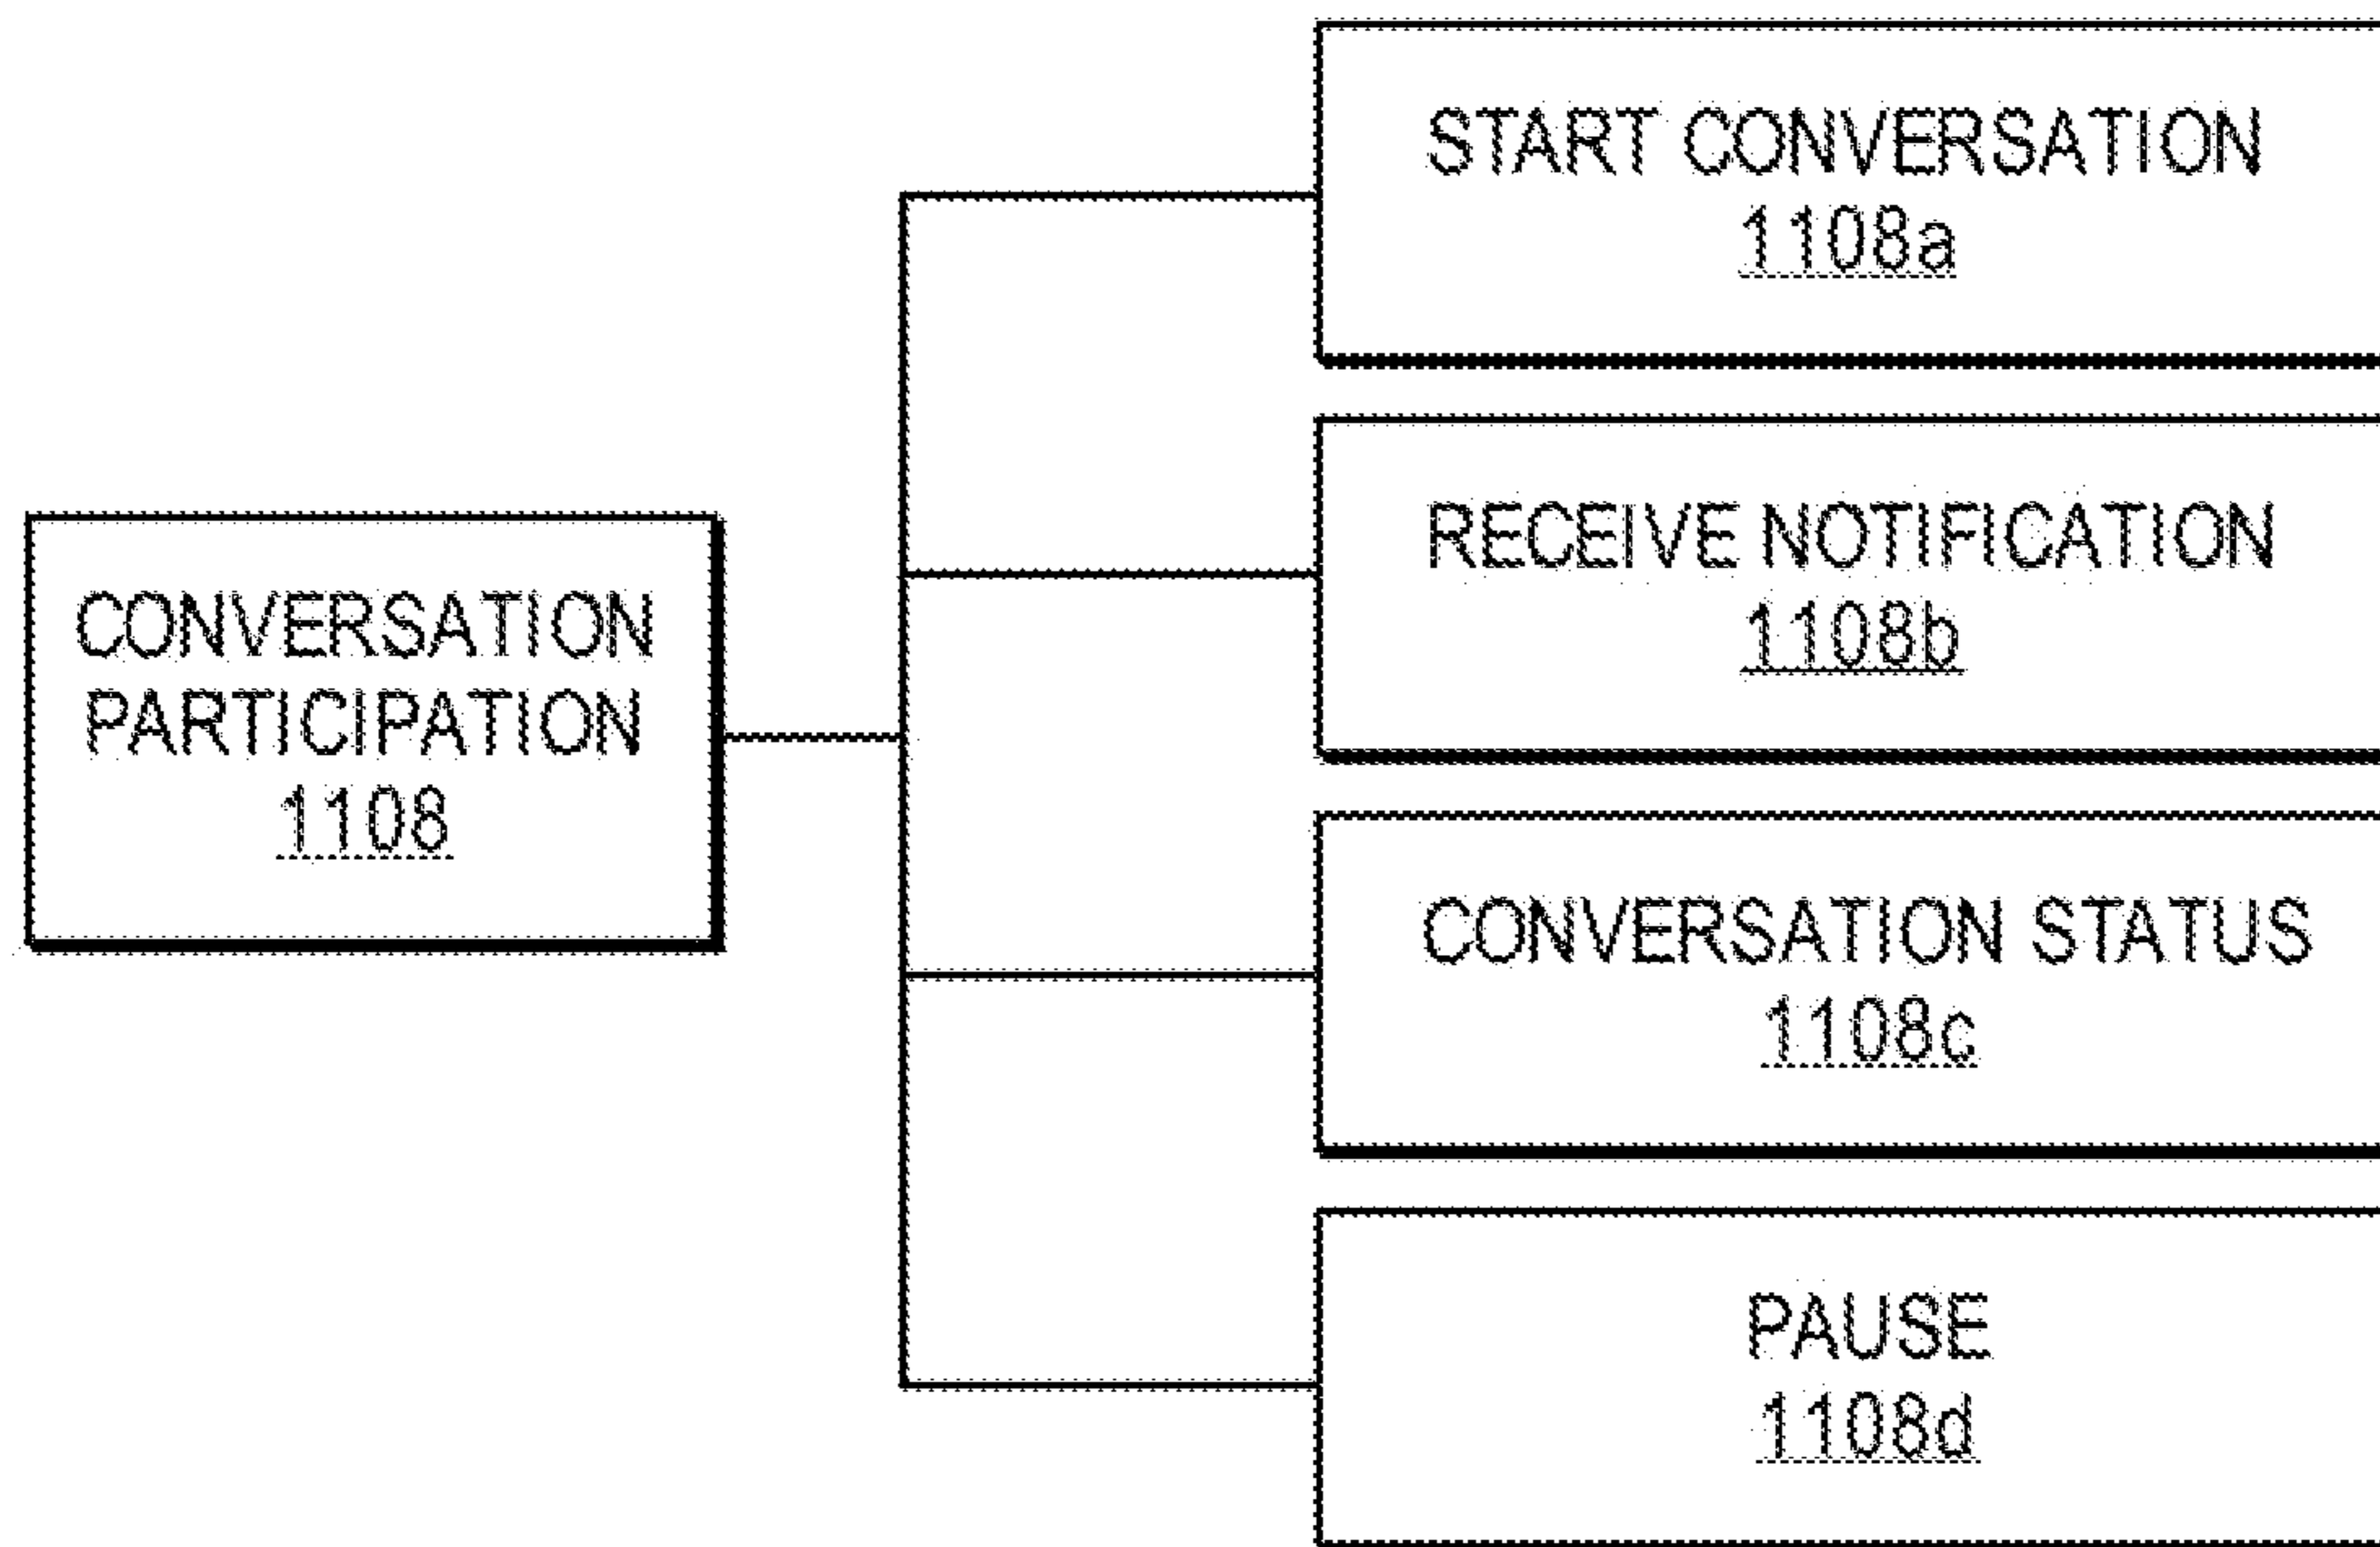 START CONVERSATION
1108a
RECEIVE NOTIFICATION
1108b
CONVERSATION
PARTICIPATION
1108
CONVERSATION STATUS
1108c
PAUSE
1108d